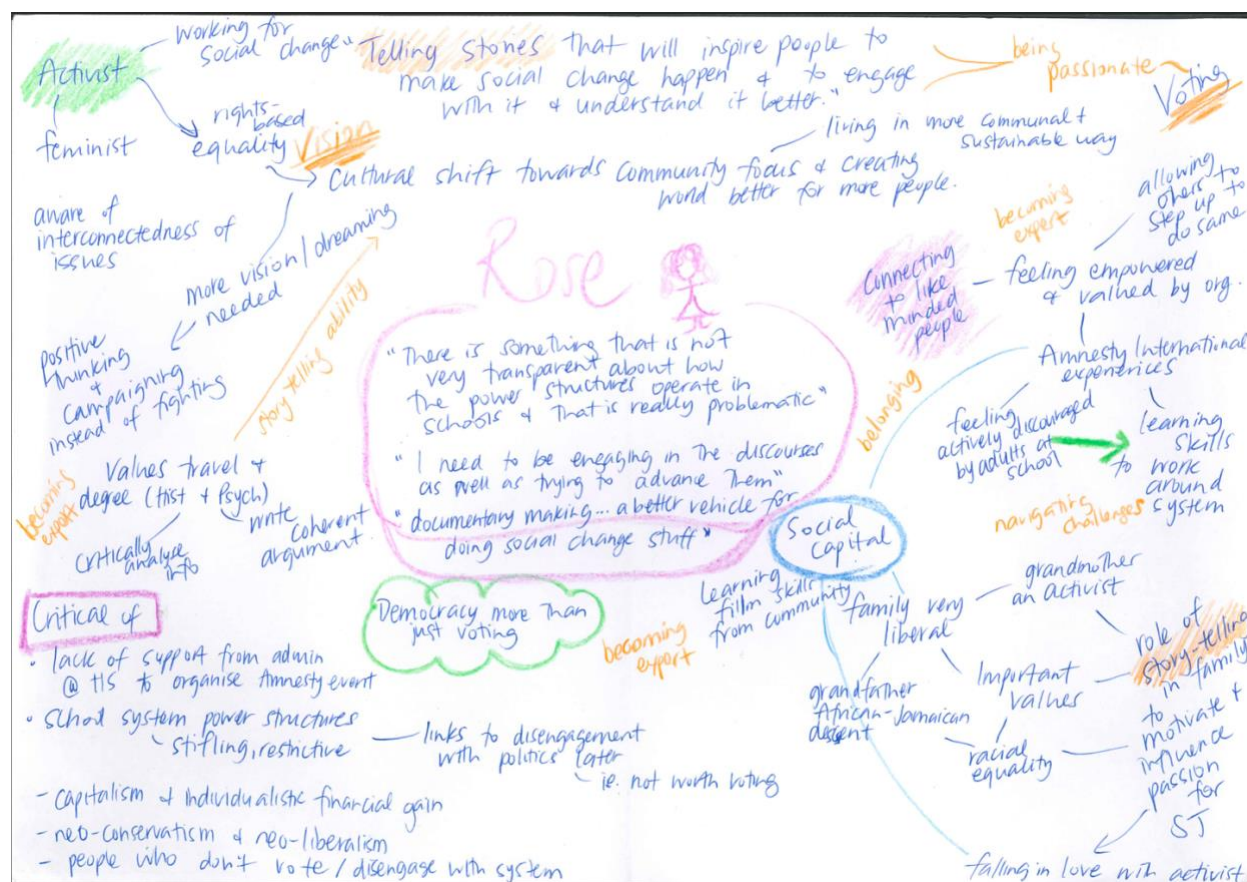 Activist
working for
social change
feminist
rights-
based
equality
"Telling stories that will inspire people to
make social change happen & to engage
with it & understand it better."
being
passionate
Voting
Vision
Cultural shift towards community focus & creating
world better for more people.
living in more communal &
sustainable way
aware of
interconnectedness of
issues
more vision/dreaming
needed
positive
thinking
&
campaigning
instead of fighting
story telling ability
Values travel &
degree (Hist & Psych)
becoming
expert
critically
analyse
info
write
coherent
argument
Rose
"There is something that is not
very transparent about how
the power structures operate in
schools & that is really problematic"
"I need to be engaging in the discourses
as well as trying to advance them"
"documentary making... a better vehicle for
doing social change stuff"
Connecting
to like
minded
people
becoming
expert
feeling empowered
& valued by org.
allowing
others to
step up to
do same
Amnesty International
experiences
belonging
feeling
actively discouraged
by adults at
school
learning
skills
to work
around
system
navigating
challenges
Social
Capital
Learning
film skills
from community
becoming
expert
family very
liberal
grandmother
an activist
grandfather
African-Jamaican
descent
Important
values
racial
equality
role of
story-telling
in family
to
motivate &
influence
passion
for
SJ
falling in love with activist
Democracy more than
just voting
Critical of
• lack of support from admin
@ HS to organise Amnesty event
• school system power structures
stifling, restrictive
links to disengagement
with politics later
ie. not worth voting
- capitalism & individualistic financial gain
- neo-conservatism & neo-liberalism
- people who don't vote/disengage with system